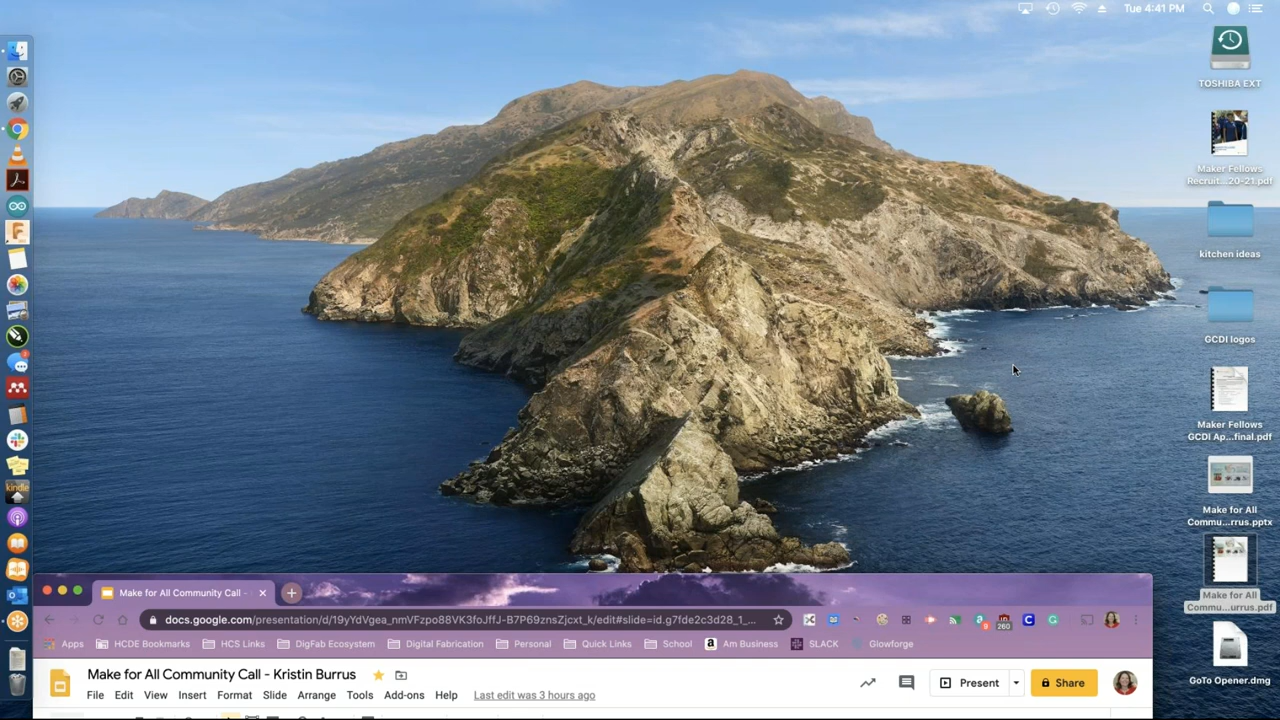 Tue 4:41 PM
TOSHIBA EXT
Maker Fellows
Recruit...20-21.pdf
kitchen ideas
GCDI logos
Maker Fellows
GCDI Ap...final.pdf
Make for All
Commu...rrus.pptx
Make for All
Commu...urrus.pdf
GoTo Opener.dmg
kindle
Make for All Community Call -
docs.google.com/presentation/d/19yYdVgea_nmVFzpo88VK3foJffJ-B7P69znsZjcxt_k/edit#slide=id.g7fde2c3d28_1_...
9
260
Apps HCDE Bookmarks HCS Links DigFab Ecosystem Digital Fabrication Personal Quick Links School Am Business SLACK Glowforge
Make for All Community Call - Kristin Burrus
Present Share
File Edit View Insert Format Slide Arrange Tools Add-ons Help Last edit was 3 hours ago